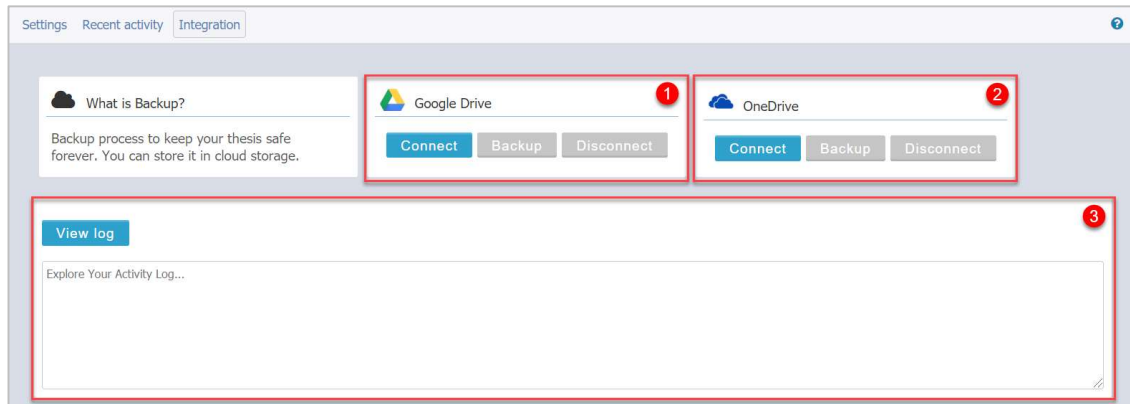 Settings Recent activity Integration
What is Backup?
Backup process to keep your thesis safe
forever. You can store it in cloud storage.
Google Drive
1
Connect Backup Disconnect
OneDrive
2
Connect Backup Disconnect
3
View log
Explore Your Activity Log...